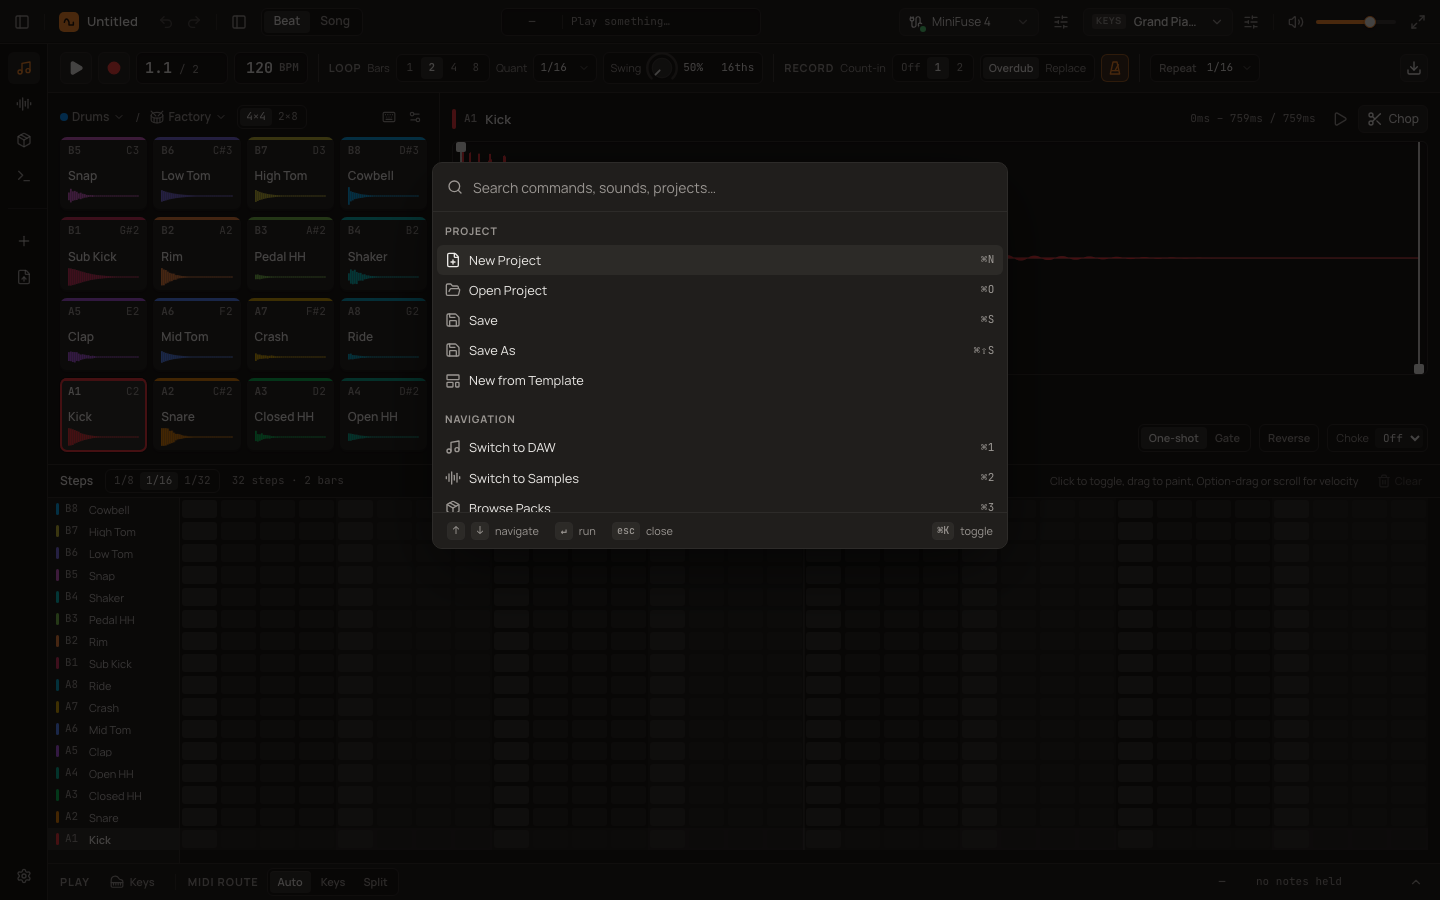 Untitled
Beat Song
– Play something…
MiniFuse 4
KEYS Grand Pia…
1.1 / 2
120 BPM
LOOP Bars 1 2 4 8 Quant 1/16
Swing 50% 16ths
RECORD Count-in Off 1 2 Overdub Replace
Repeat 1/16
Drums / Factory 4×4 2×8
B5 C3 B6 C#3 B7 D3 B8 D#3
Snap Low Tom High Tom Cowbell
B1 G#2 B2 A2 B3 A#2 B4 B2
Sub Kick Rim Pedal HH Shaker
A5 E2 A6 F2 A7 F#2 A8 G2
Clap Mid Tom Crash Ride
A1 C2 A2 C#2 A3 D2 A4 D#2
Kick Snare Closed HH Open HH
A1 Kick
0ms – 759ms / 759ms Chop
Search commands, sounds, projects…
PROJECT
New Project ⌘N
Open Project ⌘O
Save ⌘S
Save As ⌘⇧S
New from Template
NAVIGATION
Switch to DAW ⌘1
Switch to Samples ⌘2
Browse Packs ⌘3
↑ ↓ navigate ↵ run esc close ⌘K toggle
One-shot Gate Reverse Choke Off
Steps 1/8 1/16 1/32 32 steps · 2 bars
Click to toggle, drag to paint, Option-drag or scroll for velocity Clear
B8 Cowbell
B7 High Tom
B6 Low Tom
B5 Snap
B4 Shaker
B3 Pedal HH
B2 Rim
B1 Sub Kick
A8 Ride
A7 Crash
A6 Mid Tom
A5 Clap
A4 Open HH
A3 Closed HH
A2 Snare
A1 Kick
PLAY Keys MIDI ROUTE Auto Keys Split
– no notes held